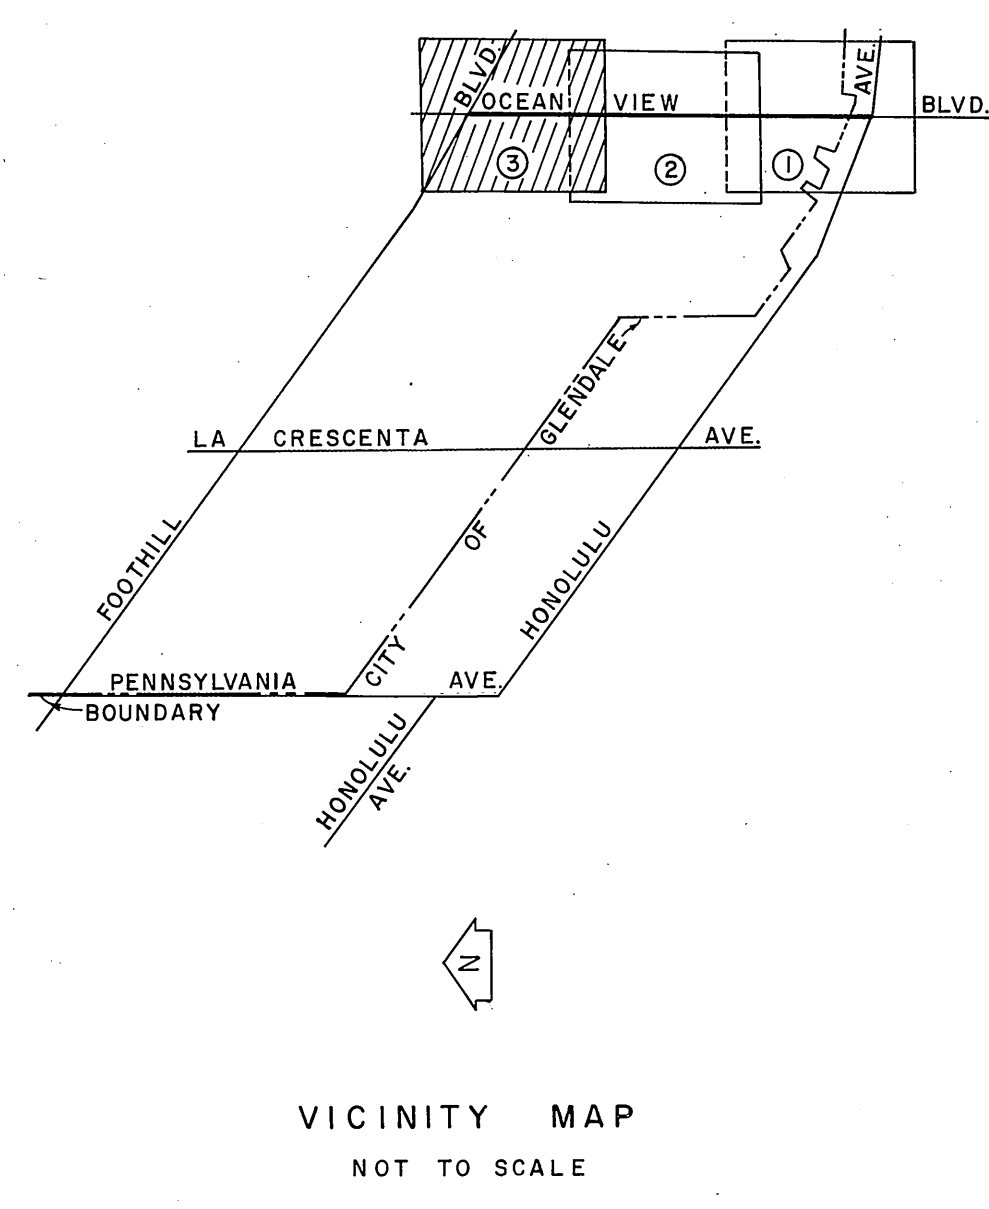 BLVD.
AVE.
OCEAN VIEW BLVD.
3
2
1
CITY OF GLENDALE
LA CRESCENTA AVE.
FOOTHILL
HONOLULU
PENNSYLVANIA AVE.
BOUNDARY
HONOLULU
AVE.
N
VICINITY MAP
NOT TO SCALE